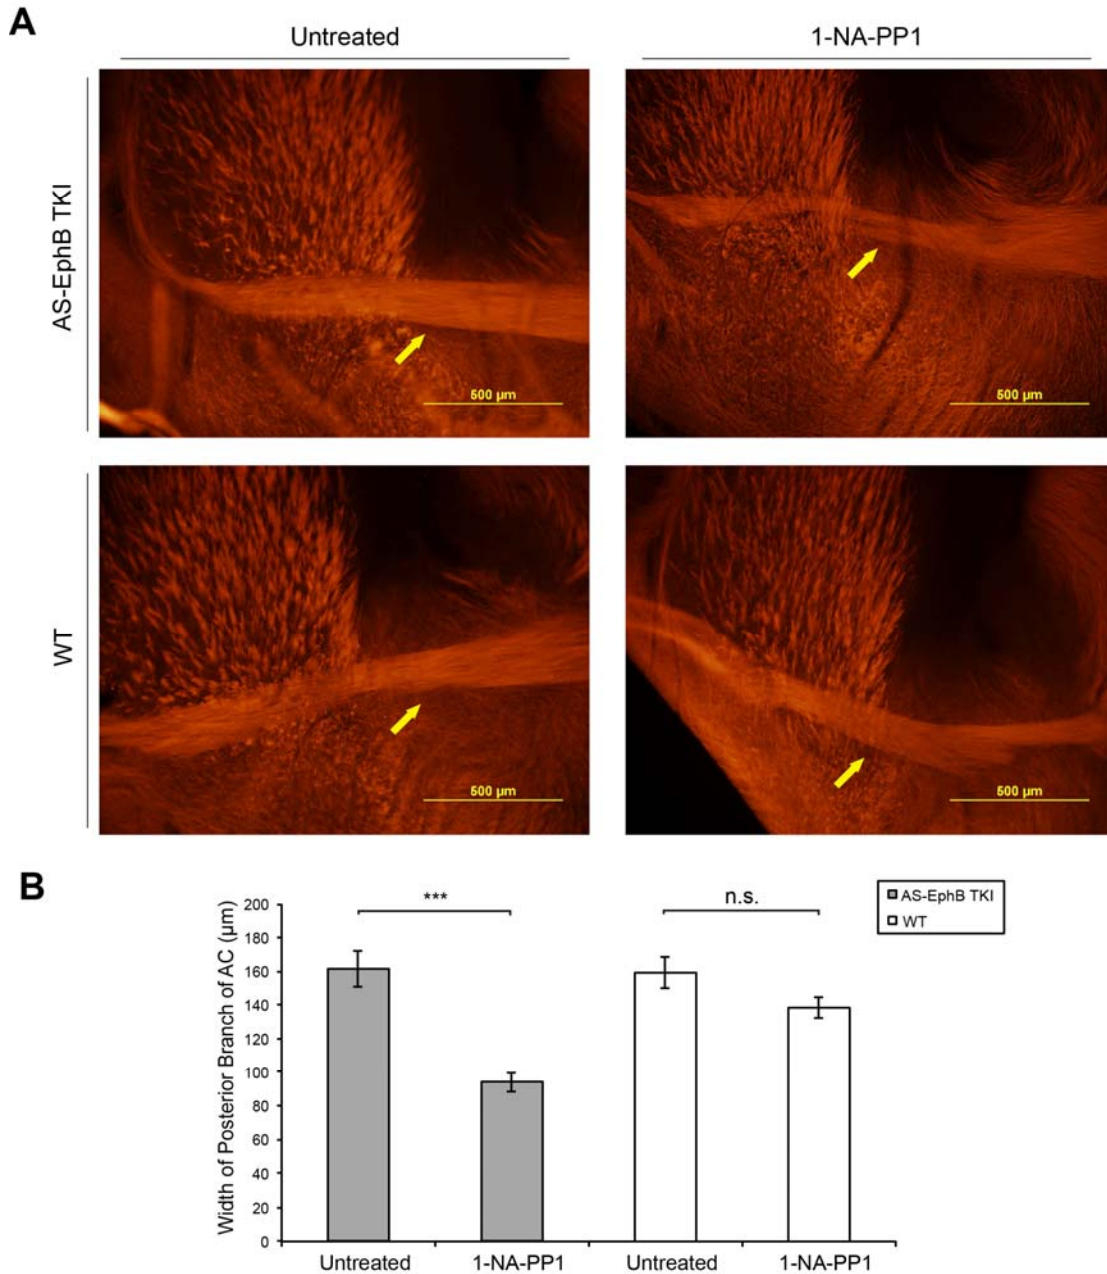 A
Untreated
1-NA-PP1
AS-EphB TKI
500 µm
500 µm
WT
500 µm
500 µm
B
Width of Posterior Branch of AC (µm)
200
180
160
140
120
100
80
60
40
20
0
***
n.s.
AS-EphB TKI
WT
Untreated
1-NA-PP1
Untreated
1-NA-PP1